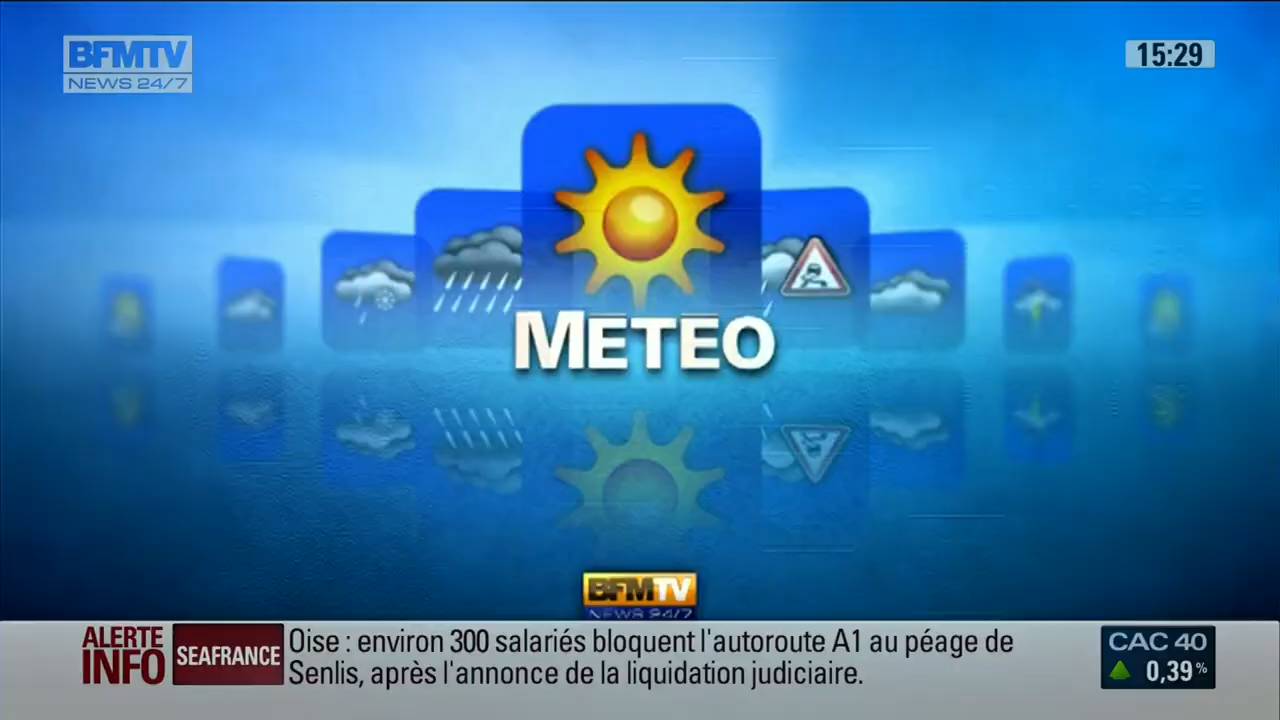 BFMTV
NEWS 24/7
15:29
METEO
BFMTV
NEWS 24/7
ALERTE
INFO
SEAFRANCE
Oise : environ 300 salariés bloquent l'autoroute A1 au péage de
Senlis, après l'annonce de la liquidation judiciaire.
CAC 40
0,39%